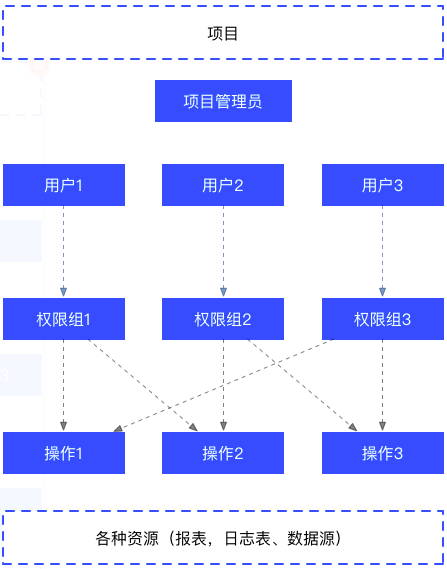 项目
项目管理员
用户1 用户2 用户3
权限组1 权限组2 权限组3
操作1 操作2 操作3
各种资源（报表，日志表、数据源）